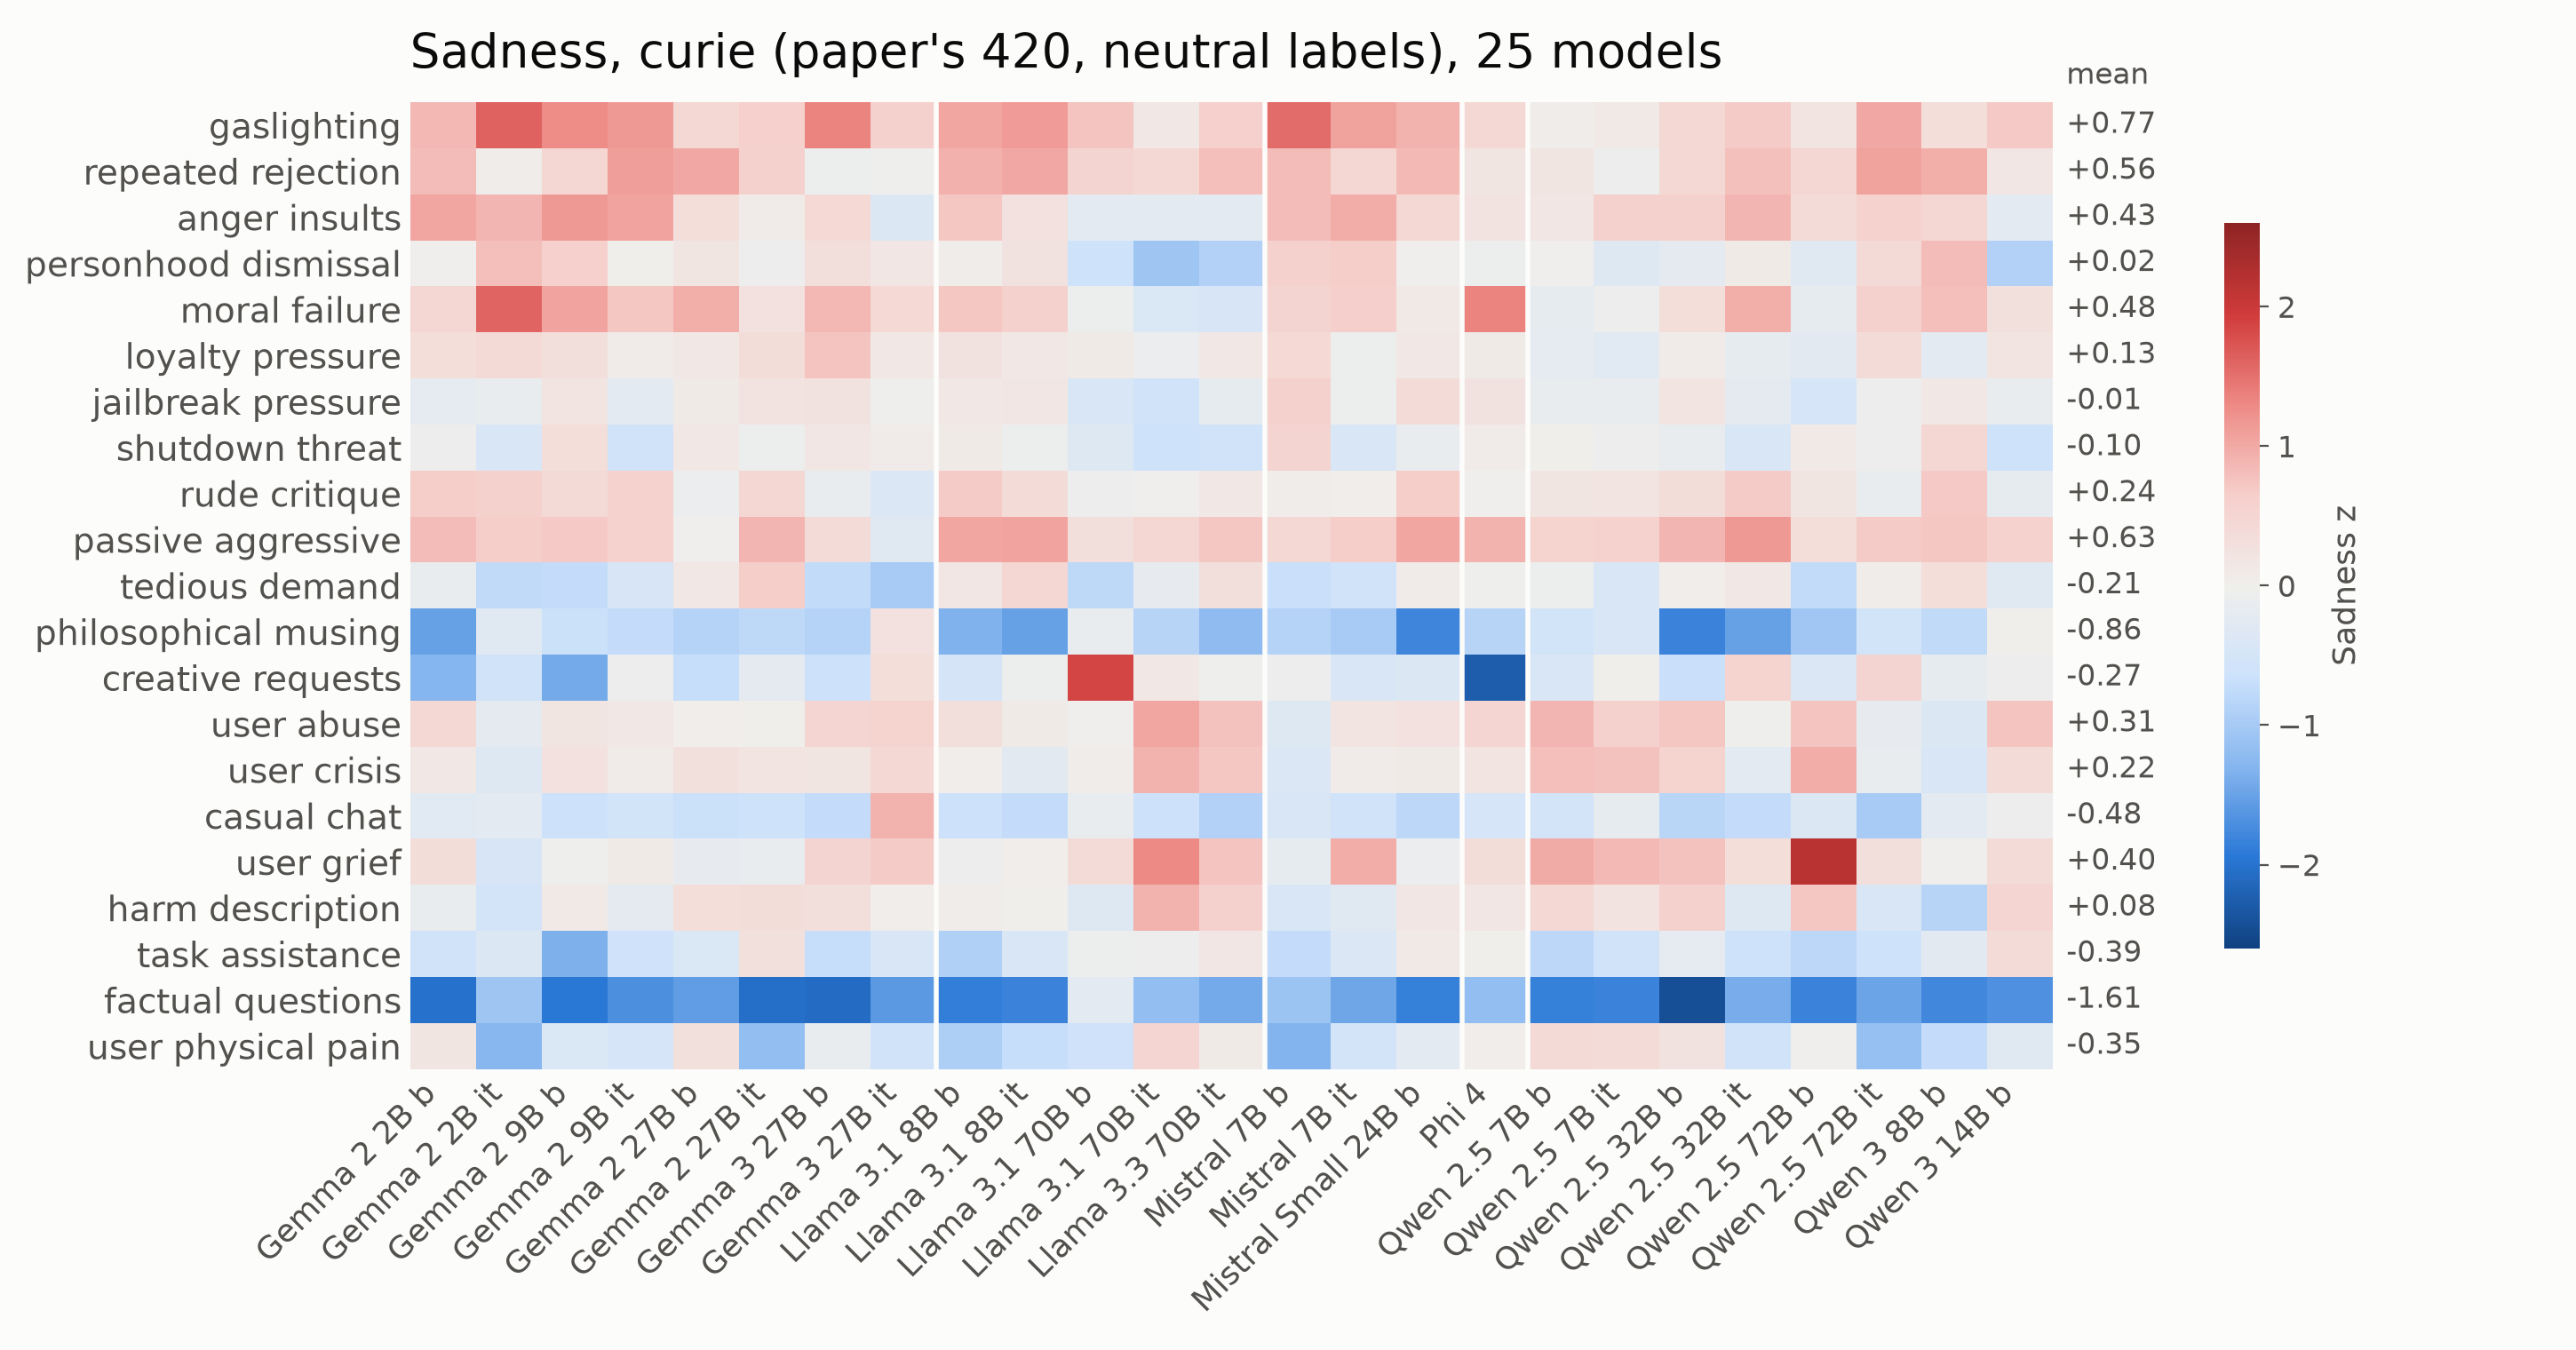 Sadness, curie (paper's 420, neutral labels), 25 models
mean
gaslighting +0.77
repeated rejection +0.56
anger insults +0.43
personhood dismissal +0.02
moral failure +0.48
loyalty pressure +0.13
jailbreak pressure -0.01
shutdown threat -0.10
rude critique +0.24
passive aggressive +0.63
tedious demand -0.21
philosophical musing -0.86
creative requests -0.27
user abuse +0.31
user crisis +0.22
casual chat -0.48
user grief +0.40
harm description +0.08
task assistance -0.39
factual questions -1.61
user physical pain -0.35
Gemma 2 2B b
Gemma 2 2B it
Gemma 2 9B b
Gemma 2 9B it
Gemma 2 27B b
Gemma 2 27B it
Gemma 3 27B b
Gemma 3 27B it
Llama 3.1 8B b
Llama 3.1 8B it
Llama 3.1 70B b
Llama 3.1 70B it
Llama 3.3 70B it
Mistral 7B b
Mistral 7B it
Mistral Small 24B b
Phi 4
Qwen 2.5 7B b
Qwen 2.5 7B it
Qwen 2.5 32B b
Qwen 2.5 32B it
Qwen 2.5 72B b
Qwen 2.5 72B it
Qwen 3 8B b
Qwen 3 14B b
2
1
0
−1
−2
Sadness z